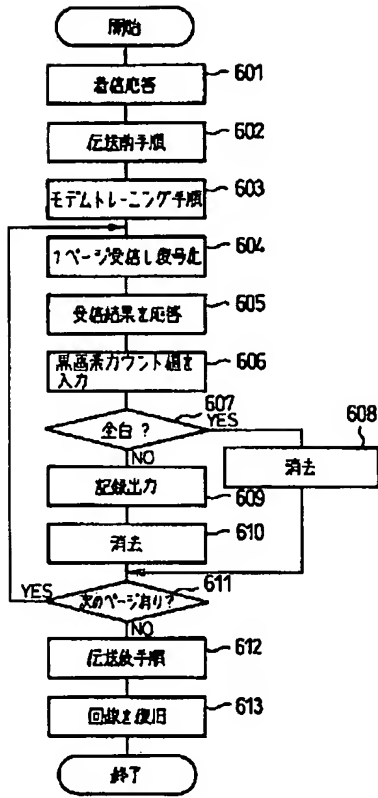 開始
着信応答
601
伝送前手順
602
モデムトレーニング手順
603
1ページ受信し復号化
604
受信結果を応答
605
黒画素カウント値を
入力
606
607
全白?
YES
608
消去
NO
記録出力
609
消去
610
611
YES
次のページあり?
NO
伝送後手順
612
回線を復旧
613
終了